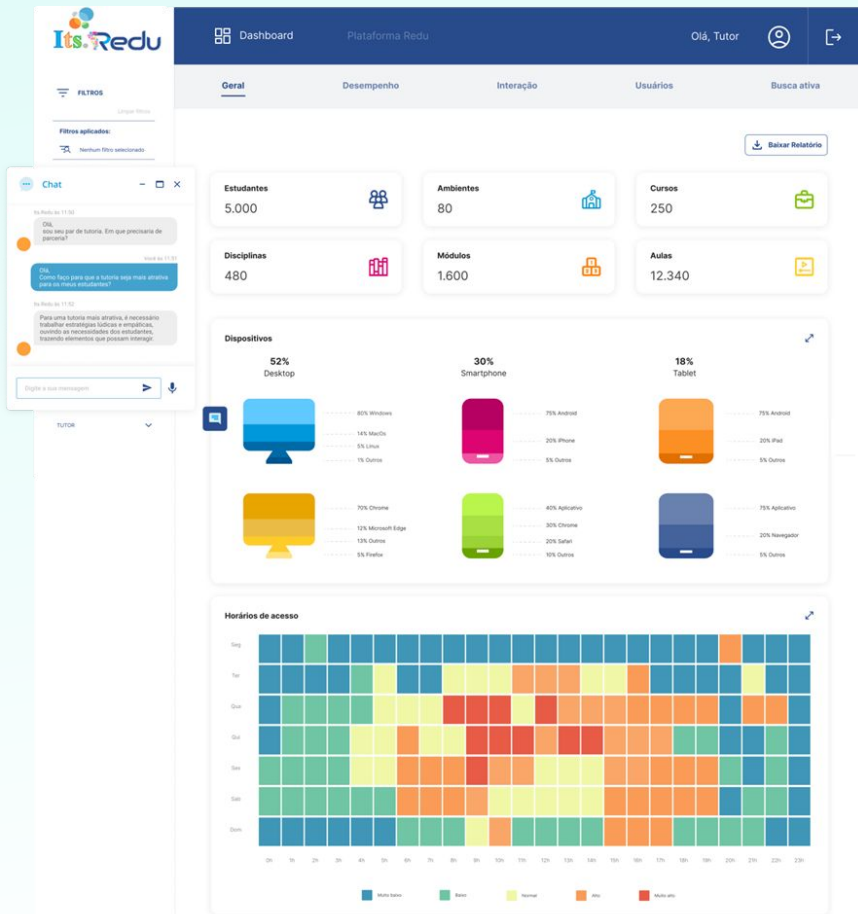 Its.Redu
Dashboard
Plataforma Redu
Olá, Tutor
FILTROS
Limpar filtros
Filtros aplicados:
Nenhum filtro selecionado
Geral
Desempenho
Interação
Usuários
Busca ativa
Baixar Relatório
Chat
Its Redu às 11:50
Olá,
sou seu par de tutoria. Em que precisaria de
parceria?
Você às 11:51
Olá,
Como faço para que a tutoria seja mais atrativa
para os meus estudantes?
Its Redu às 11:52
Para uma tutoria mais atrativa, é necessário
trabalhar estratégias lúdicas e empáticas,
ouvindo as necessidades dos estudantes,
trazendo elementos que possam interagir.
Digite a sua mensagem
TUTOR
Estudantes
5.000
Ambientes
80
Cursos
250
Disciplinas
480
Módulos
1.600
Aulas
12.340
Dispositivos
52%
Desktop
30%
Smartphone
18%
Tablet
80% Windows
14% MacOs
5% Linux
1% Outros
75% Android
20% iPhone
5% Outros
75% Android
20% iPad
5% Outros
70% Chrome
12% Microsoft Edge
13% Outros
5% Firefox
40% Aplicativo
30% Chrome
20% Safari
10% Outros
75% Aplicativo
20% Navegador
5% Outros
Horários de acesso
Seg
Ter
Qua
Qui
Sex
Sab
Dom
0h 1h 2h 3h 4h 5h 6h 7h 8h 9h 10h 11h 12h 13h 14h 15h 16h 17h 18h 19h 20h 21h 22h 23h
Muito baixo
Baixo
Normal
Alto
Muito alto